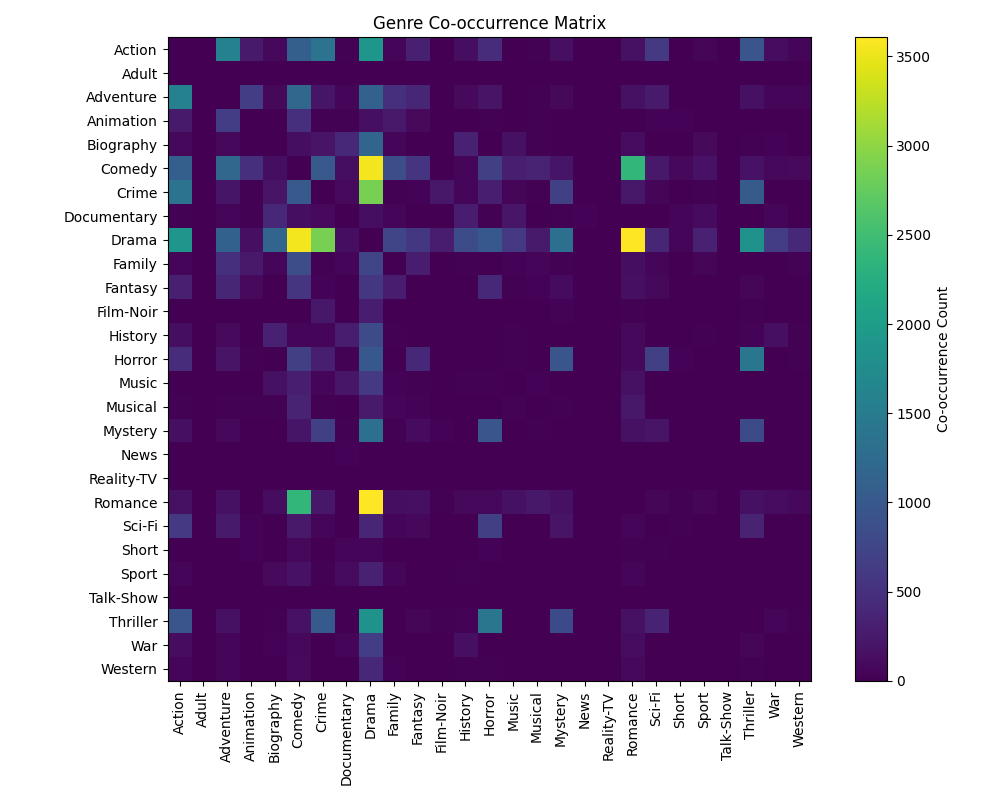 Genre Co-occurrence Matrix
Action
Adult
Adventure
Animation
Biography
Comedy
Crime
Documentary
Drama
Family
Fantasy
Film-Noir
History
Horror
Music
Musical
Mystery
News
Reality-TV
Romance
Sci-Fi
Short
Sport
Talk-Show
Thriller
War
Western
Action
Adult
Adventure
Animation
Biography
Comedy
Crime
Documentary
Drama
Family
Fantasy
Film-Noir
History
Horror
Music
Musical
Mystery
News
Reality-TV
Romance
Sci-Fi
Short
Sport
Talk-Show
Thriller
War
Western
3500
3000
2500
2000
1500
1000
500
0
Co-occurrence Count